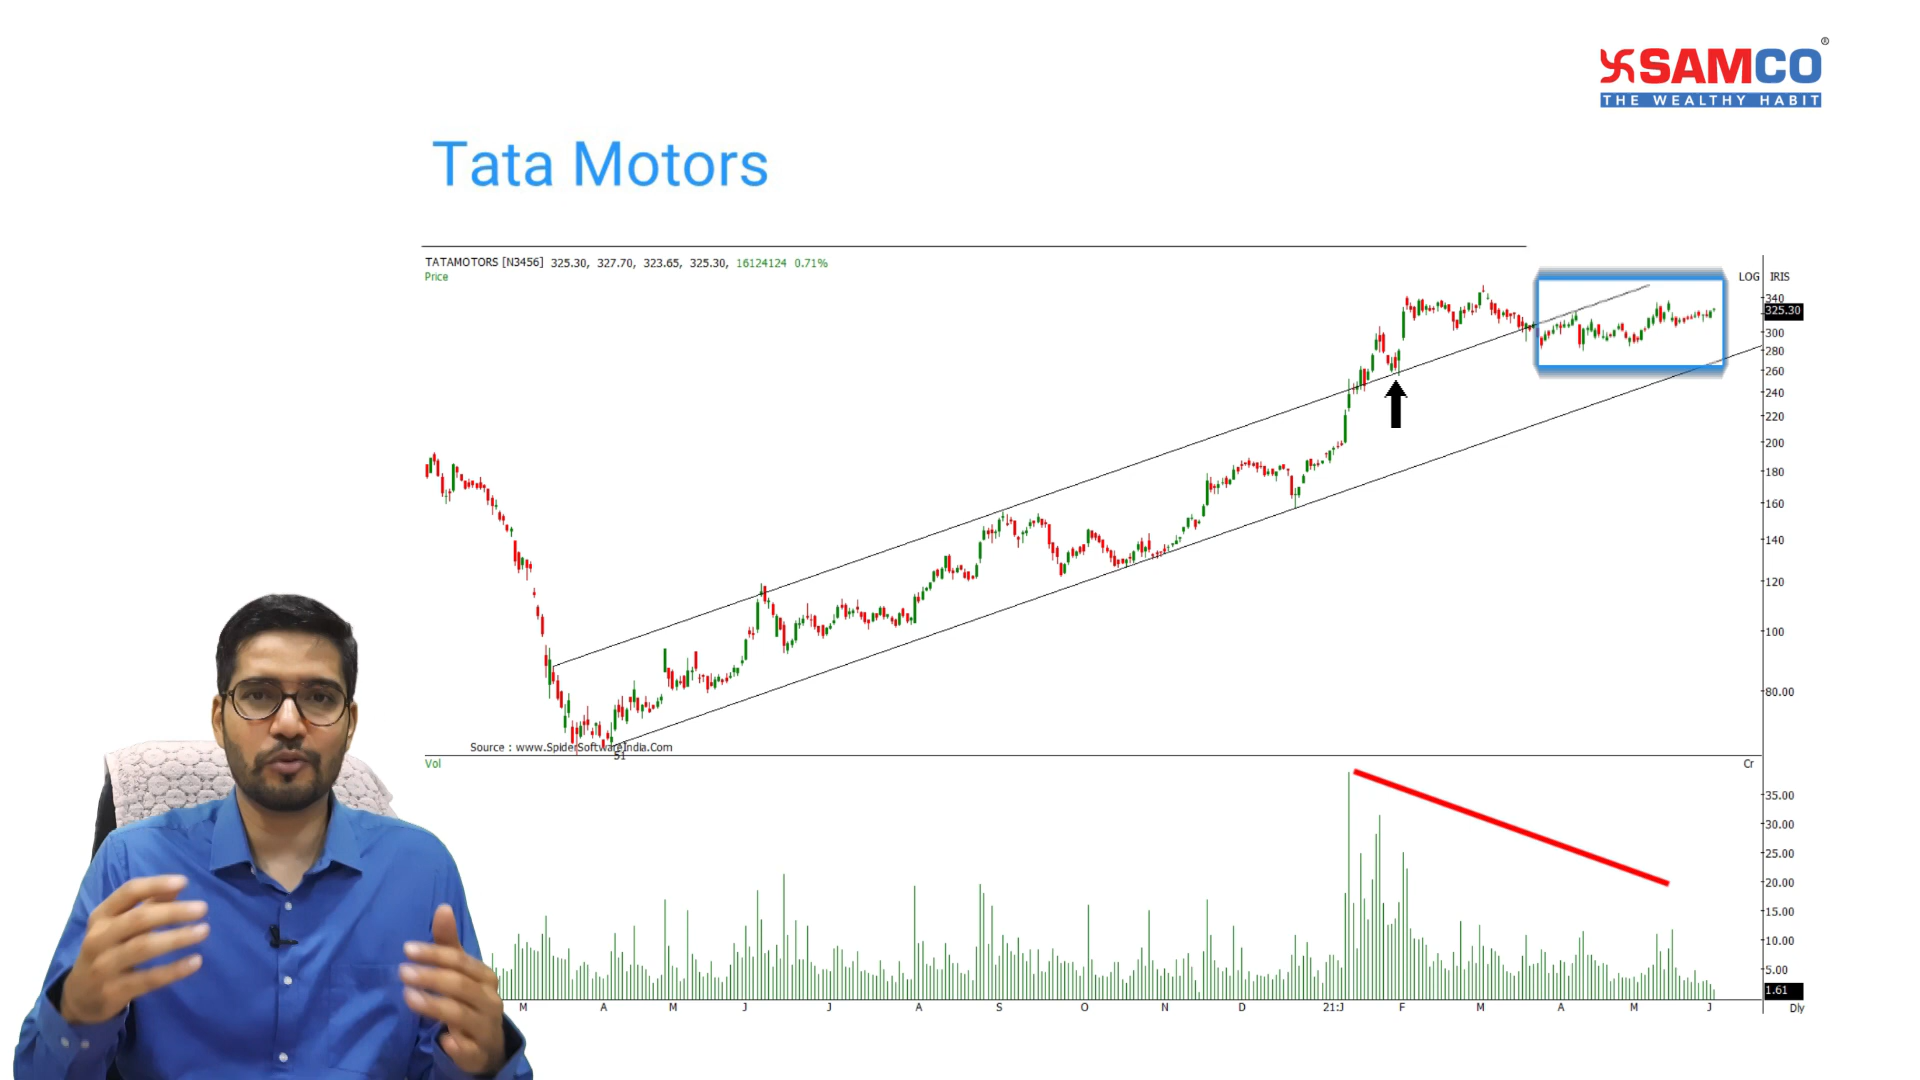 SAMCO®
THE WEALTHY HABIT
Tata Motors
TATAMOTORS [N3456] 325.30, 327.70, 323.65, 325.30, 16124124 0.71%
Price
LOG IRIS
340
325.30
300
280
260
240
220
200
180
160
140
120
100
80.00
Source : www.SpiderSoftwareIndia.Com
51
Vol
Cr
35.00
30.00
25.00
20.00
15.00
10.00
5.00
1.61
M A M J J A S O N D 21:J F M A M J
Dly